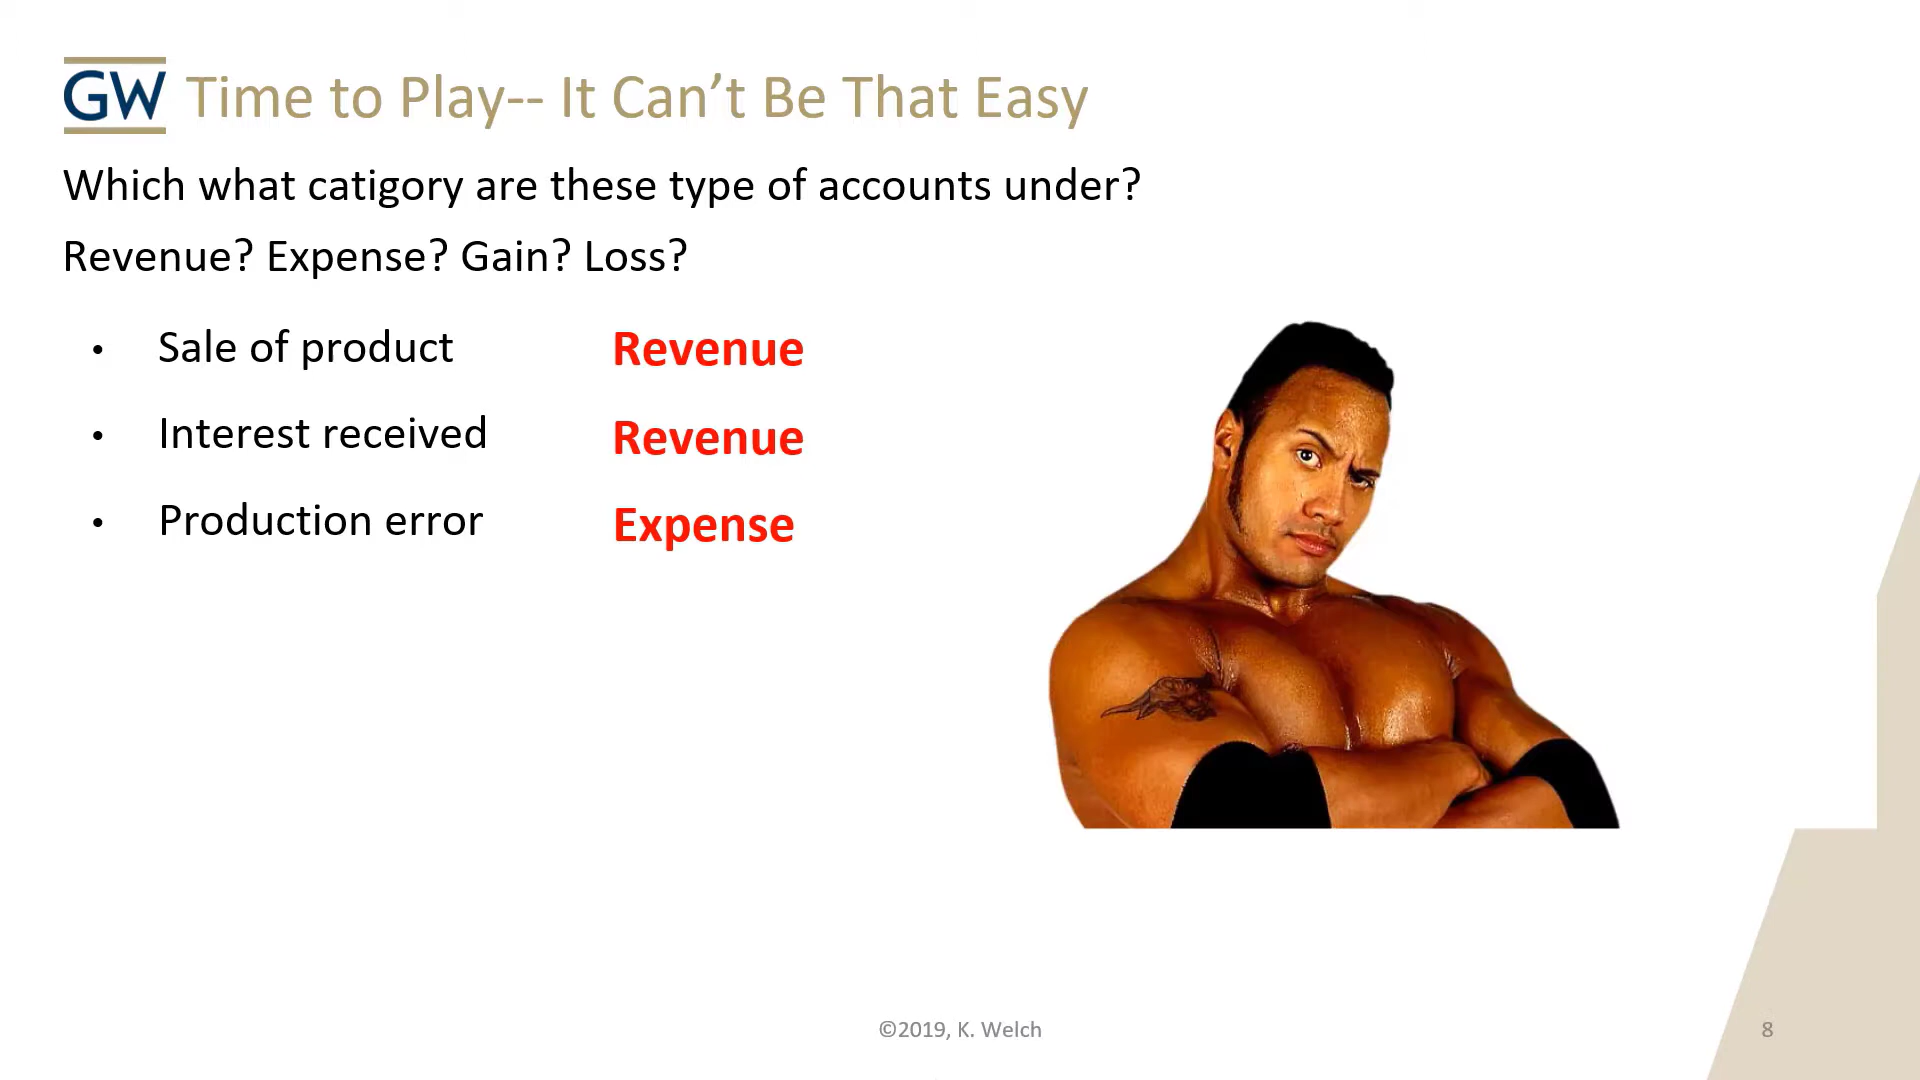 GW Time to Play-- It Can’t Be That Easy
Which what catigory are these type of accounts under?
Revenue? Expense? Gain? Loss?
• Sale of product Revenue
• Interest received Revenue
• Production error Expense
©2019, K. Welch 8